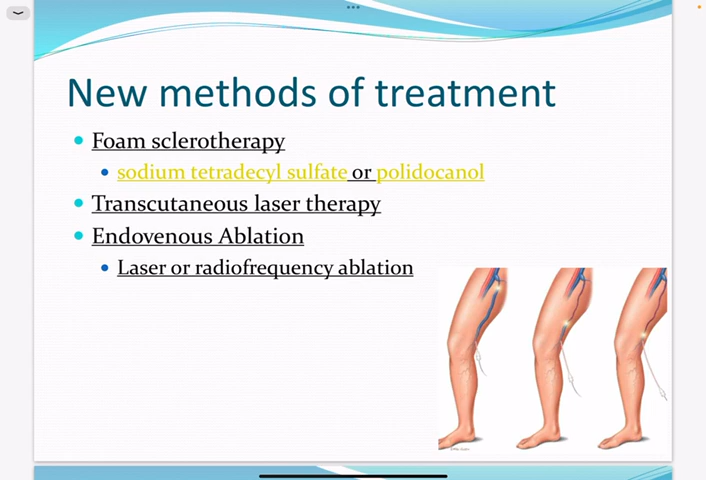 New methods of treatment
Foam sclerotherapy
sodium tetradecyl sulfate or polidocanol
Transcutaneous laser therapy
Endovenous Ablation
Laser or radiofrequency ablation